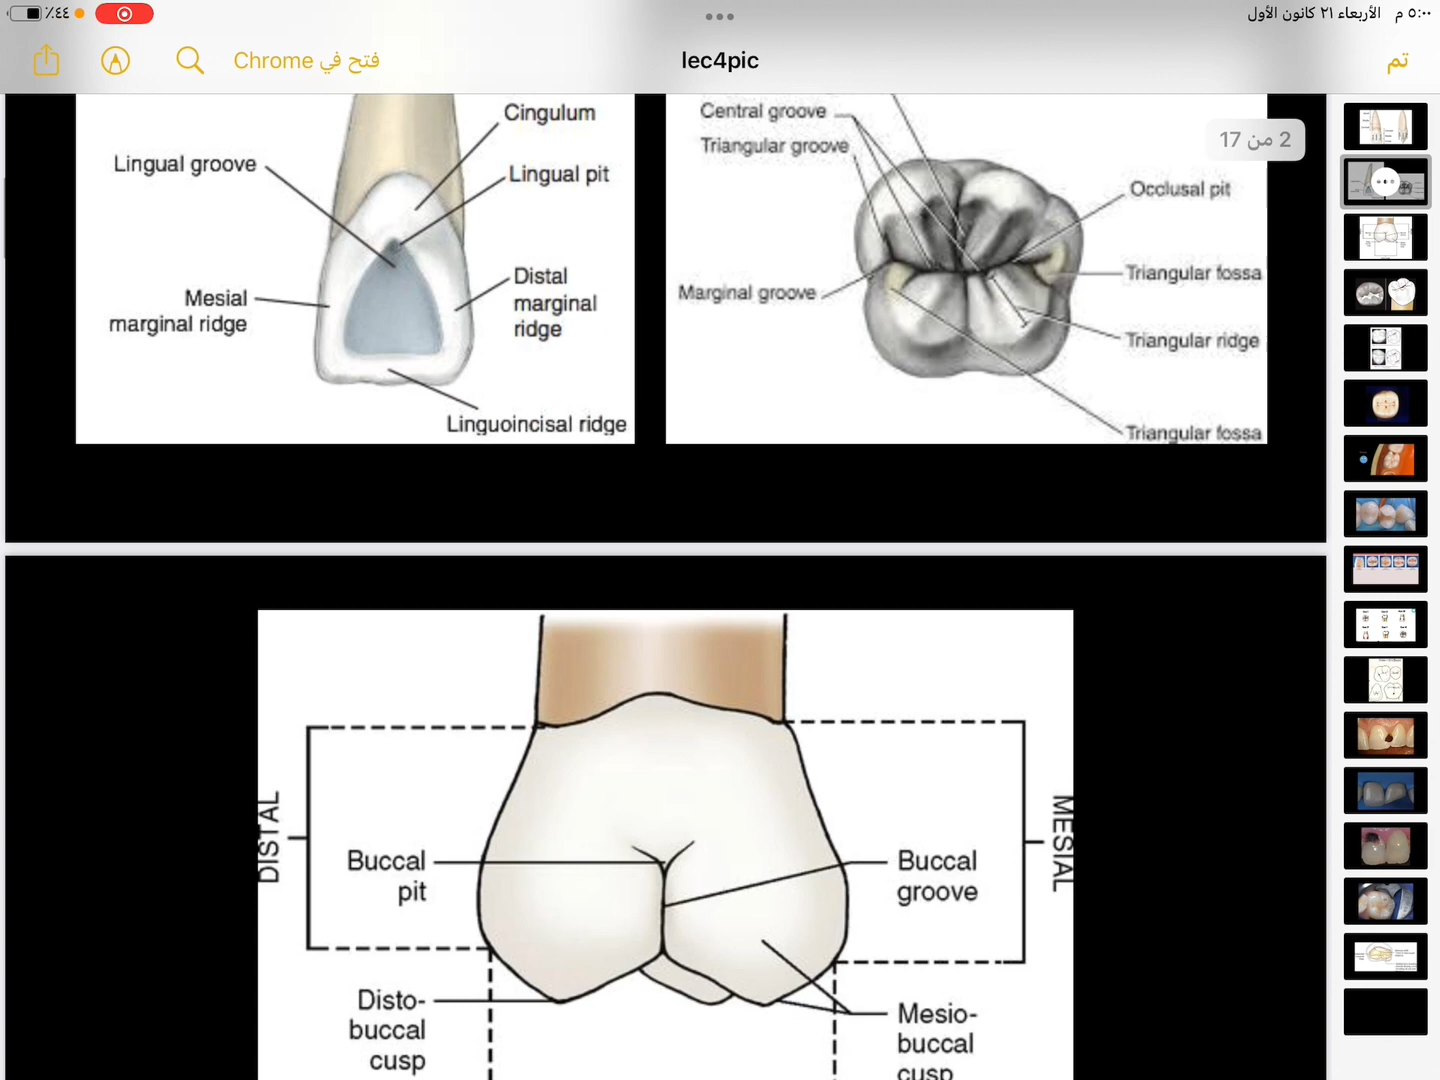 ٥:٠٠ م الأربعاء ٢١ كانون الأول
٪٤٤
تم
lec4pic
فتح في Chrome
2 من 17
Cingulum
Lingual groove
Lingual pit
Mesial
marginal ridge
Distal
marginal
ridge
Linguoincisal ridge
Central groove
Triangular groove
Occlusal pit
Marginal groove
Triangular fossa
Triangular ridge
Triangular fossa
DISTAL
MESIAL
Buccal
pit
Buccal
groove
Disto-
buccal
cusp
Mesio-
buccal
cusp